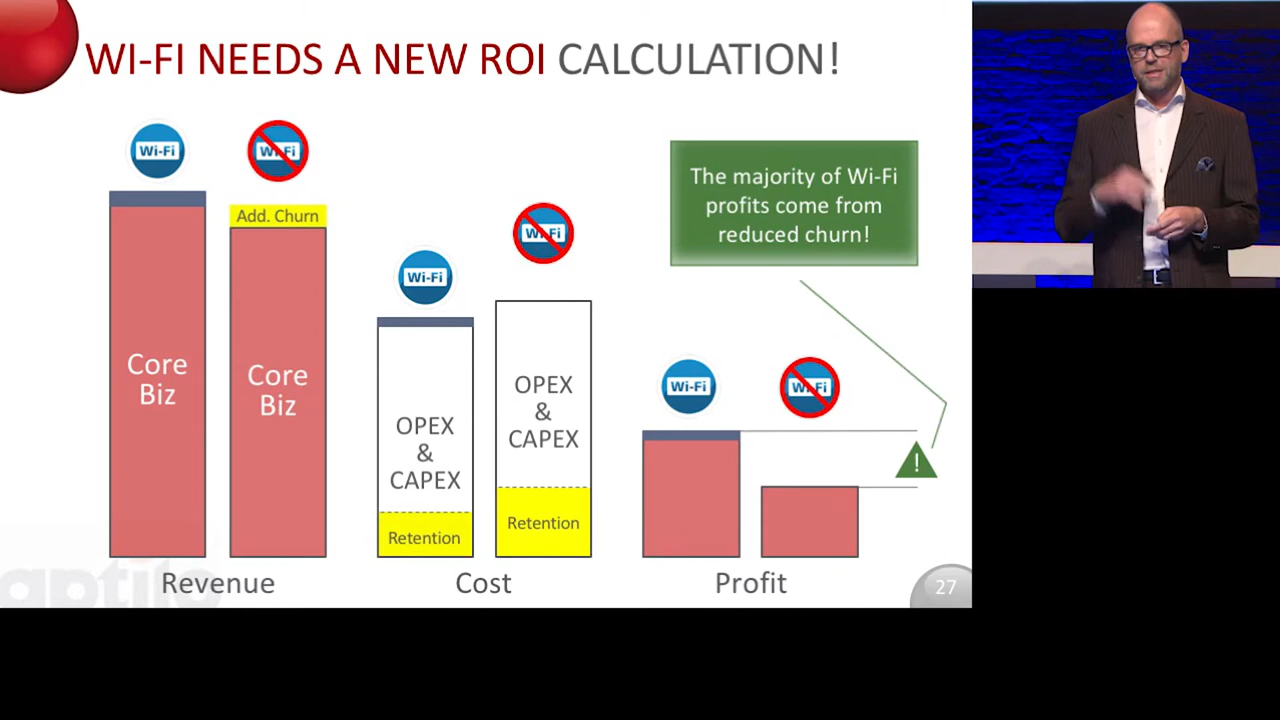 WI-FI NEEDS A NEW ROI CALCULATION!
Wi-Fi
Wi-Fi
Add. Churn
Core
Biz
Core
Biz
Revenue
Wi-Fi
Wi-Fi
OPEX
&
CAPEX
Retention
OPEX
&
CAPEX
Retention
Cost
The majority of Wi-Fi
profits come from
reduced churn!
Wi-Fi
Wi-Fi
!
Profit
aptilo
27